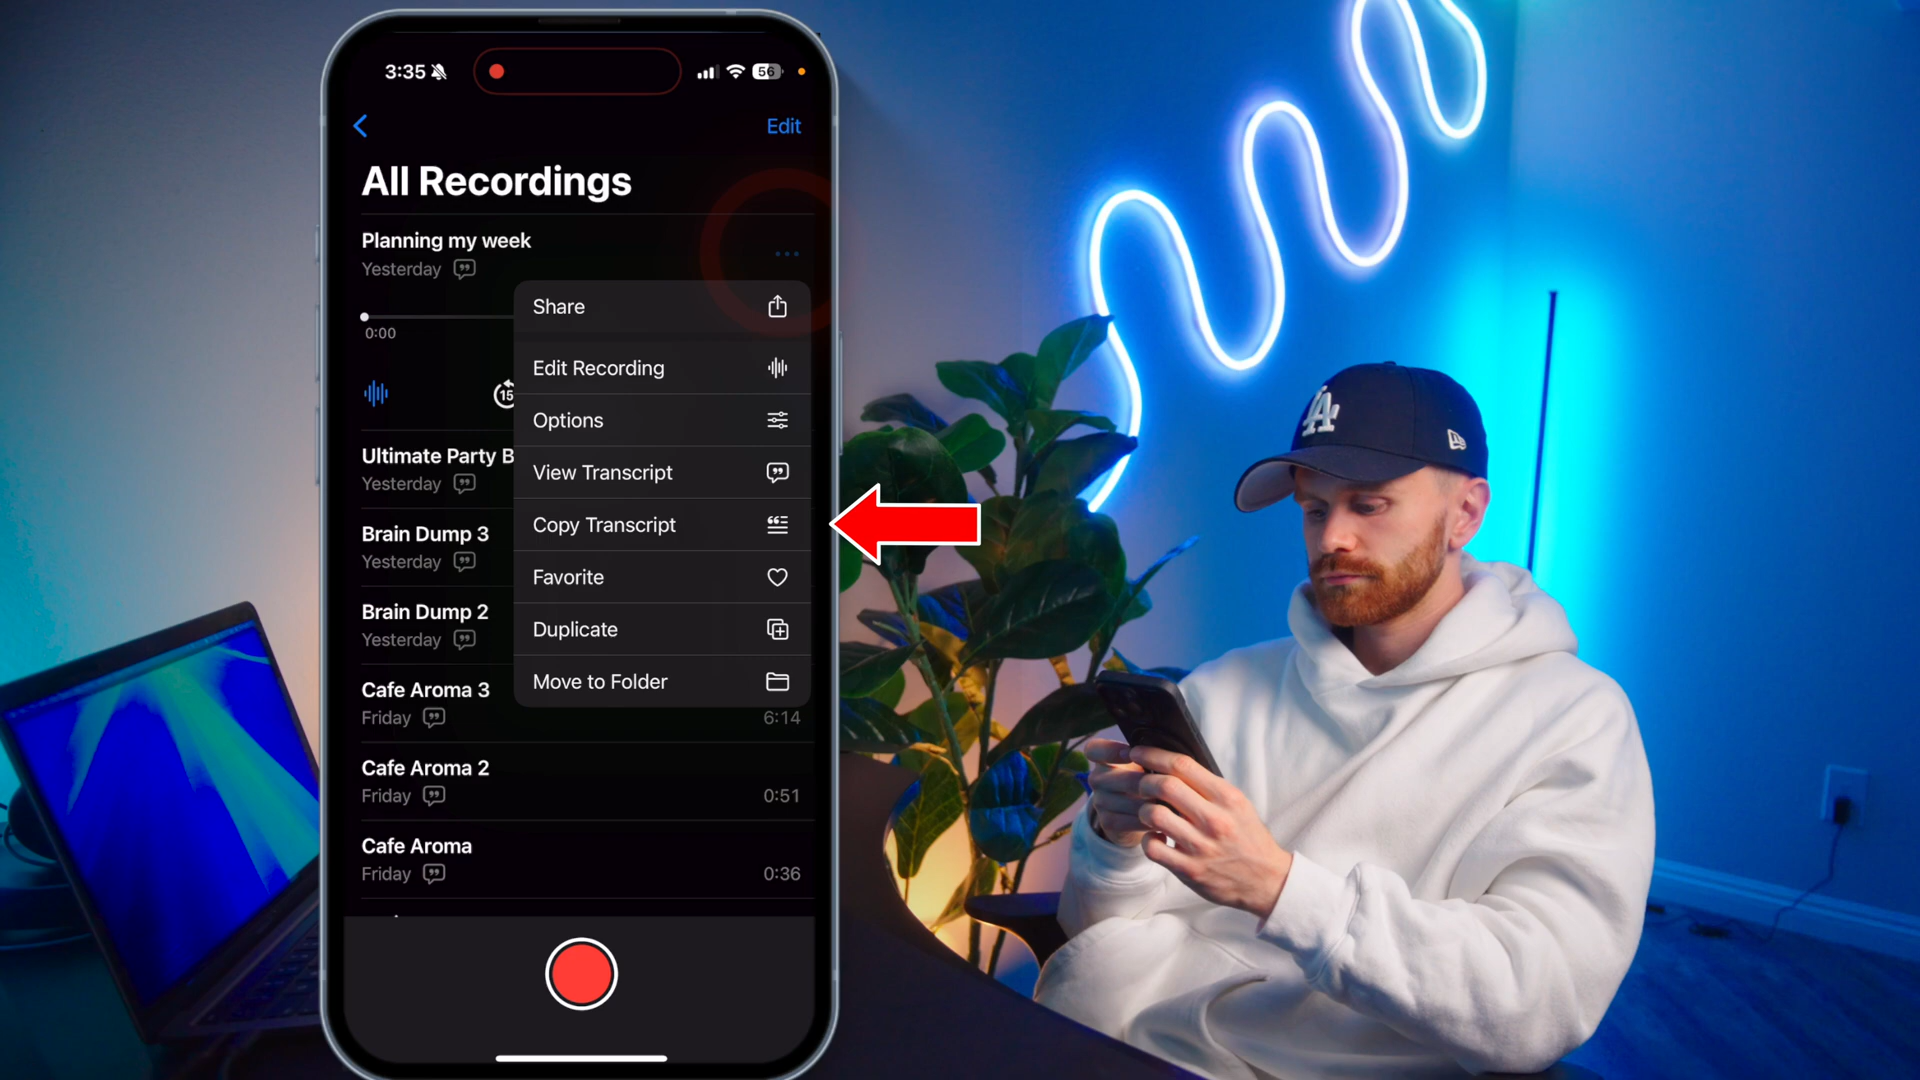 3:35
56
Edit
All Recordings
Planning my week
Yesterday
Share
0:00
Edit Recording
15
Options
Ultimate Party B
View Transcript
Yesterday
Copy Transcript
Brain Dump 3
Yesterday
Favorite
Brain Dump 2
Duplicate
Yesterday
Move to Folder
Cafe Aroma 3
Friday
6:14
Cafe Aroma 2
Friday
0:51
Cafe Aroma
Friday
0:36
LA